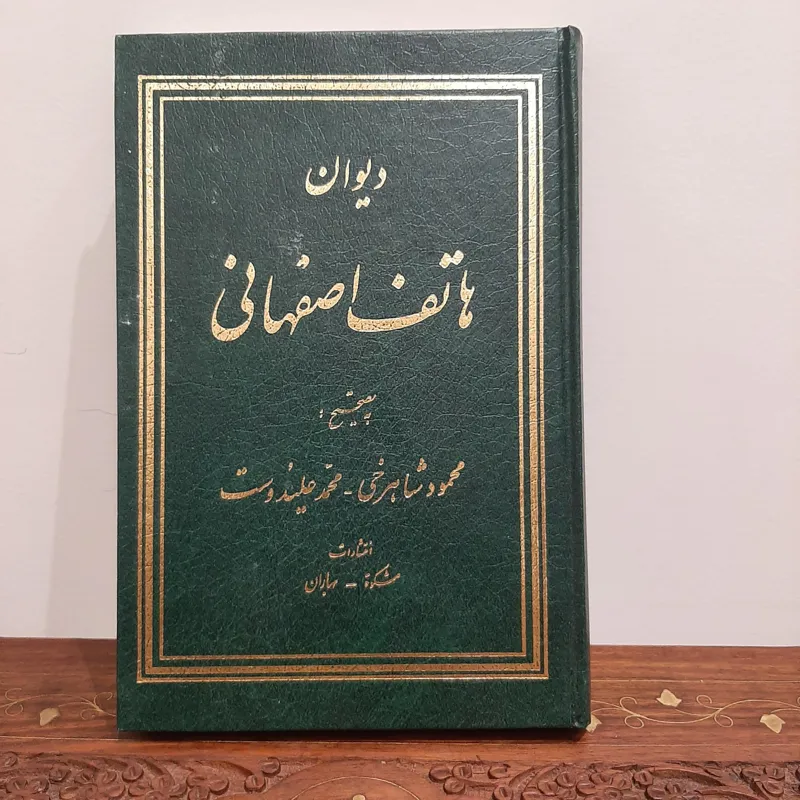 دیوان
هاتف اصفهانی
به تصحیح :
محمود شاهرخی - محمد علیدوست
انتشارات
مشکوة - بهاران